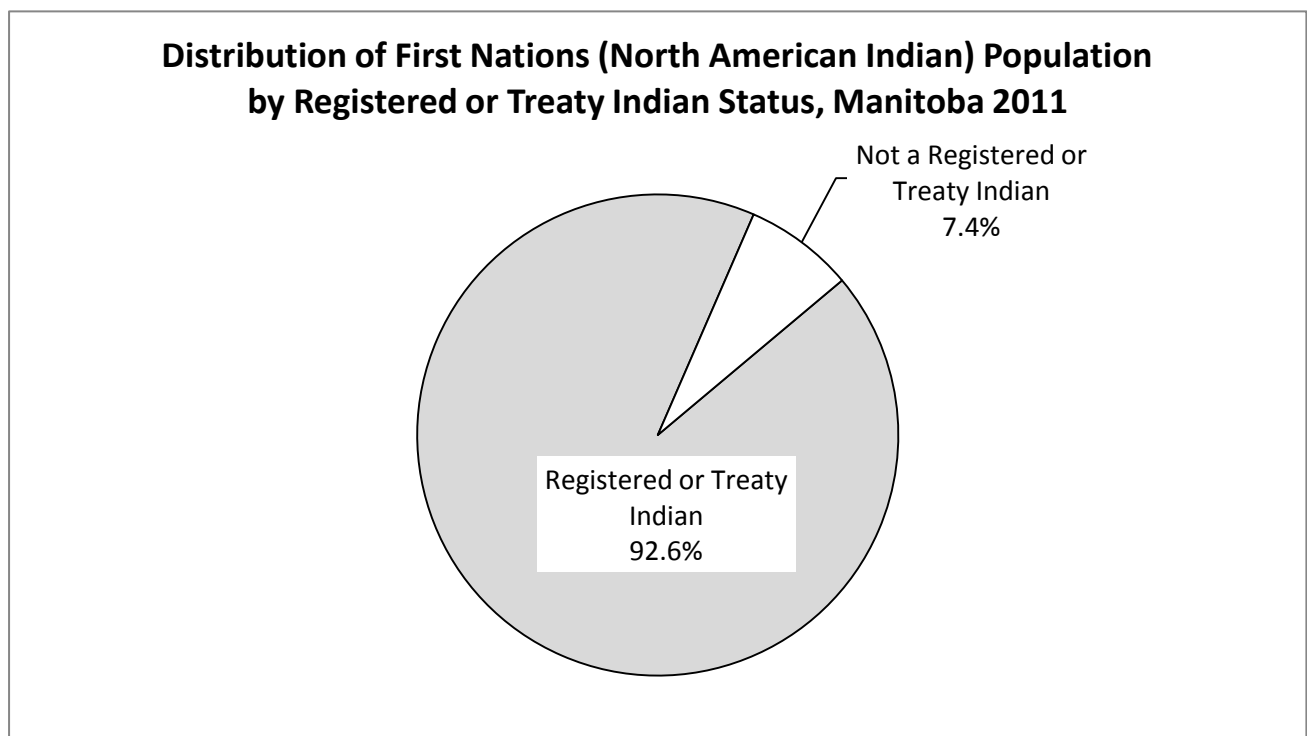 Distribution of First Nations (North American Indian) Population
by Registered or Treaty Indian Status, Manitoba 2011
Not a Registered or
Treaty Indian
7.4%
Registered or Treaty
Indian
92.6%